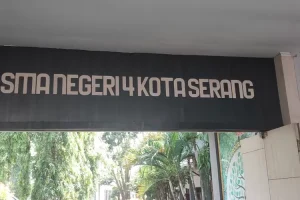 SMA NEGERI 4 KOTA SERANG